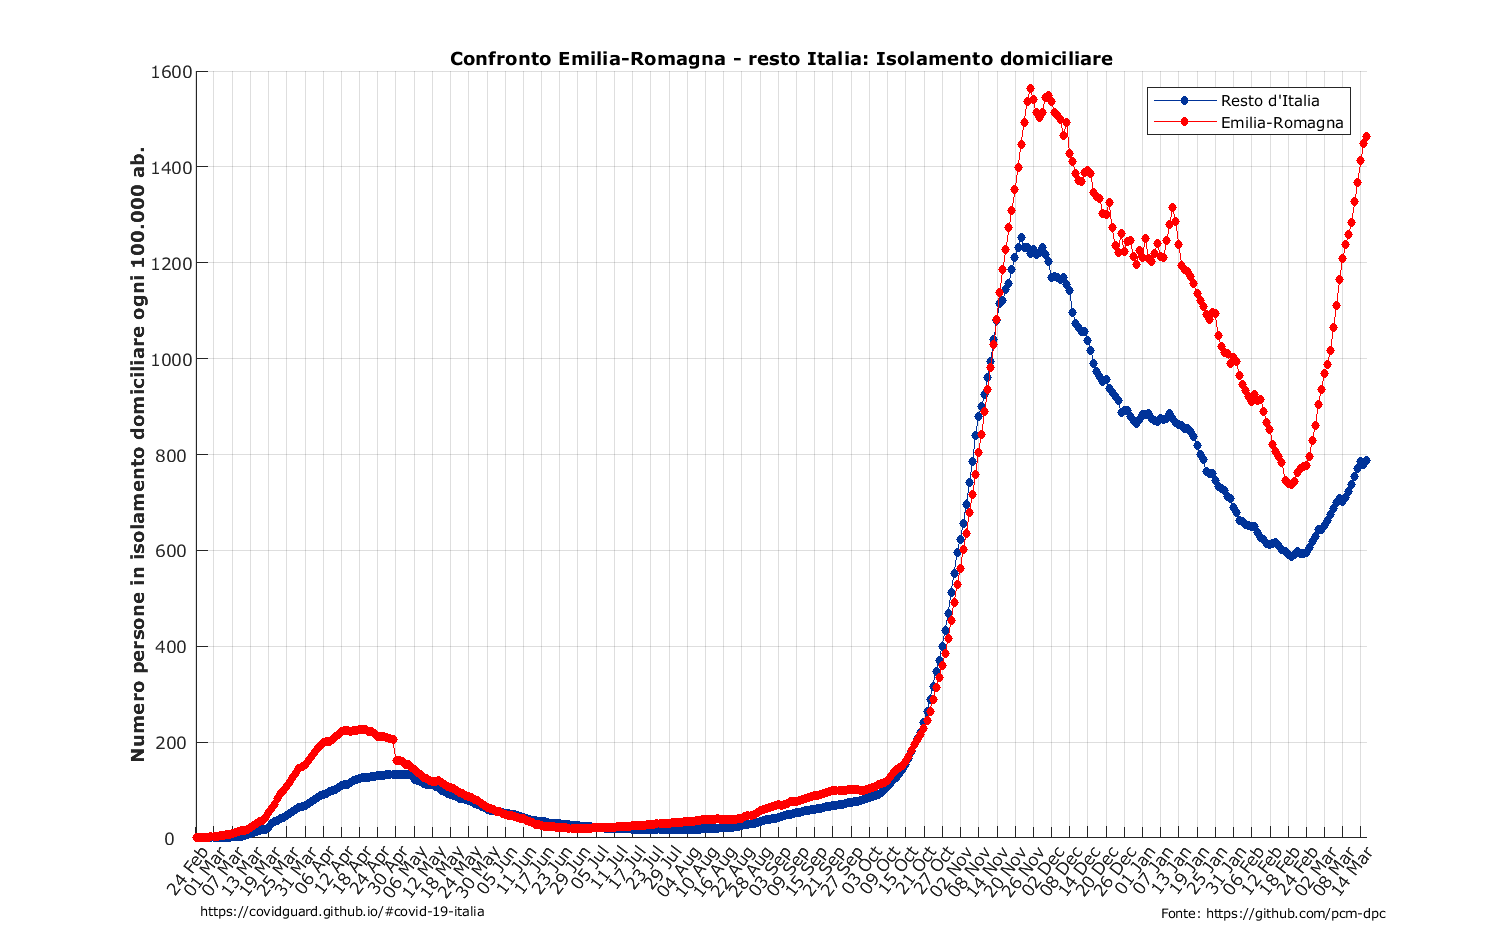 Confronto Emilia-Romagna - resto Italia: Isolamento domiciliare
Numero persone in isolamento domiciliare ogni 100.000 ab.
1600
1400
1200
1000
800
600
400
200
0
Resto d'Italia
Emilia-Romagna
24 Feb
01 Mar
07 Mar
13 Mar
19 Mar
25 Mar
31 Mar
06 Apr
12 Apr
18 Apr
24 Apr
30 Apr
06 May
12 May
18 May
24 May
30 May
05 Jun
11 Jun
17 Jun
23 Jun
29 Jun
05 Jul
11 Jul
17 Jul
23 Jul
29 Jul
04 Aug
10 Aug
16 Aug
22 Aug
28 Aug
03 Sep
09 Sep
15 Sep
21 Sep
27 Sep
03 Oct
09 Oct
15 Oct
21 Oct
27 Oct
02 Nov
08 Nov
14 Nov
20 Nov
26 Nov
02 Dec
08 Dec
14 Dec
20 Dec
26 Dec
01 Jan
07 Jan
13 Jan
19 Jan
25 Jan
31 Jan
06 Feb
12 Feb
18 Feb
24 Feb
02 Mar
08 Mar
14 Mar
https://covidguard.github.io/#covid-19-italia
Fonte: https://github.com/pcm-dpc